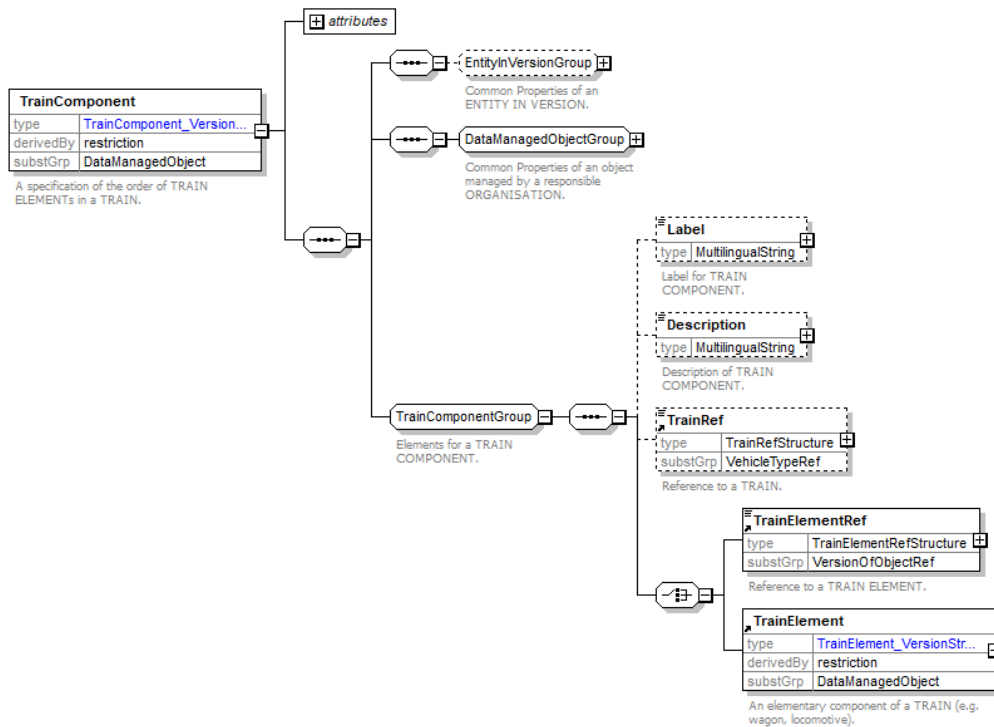 attributes
EntityInVersionGroup
Common Properties of an
ENTITY IN VERSION.
TrainComponent
type TrainComponent_Version...
derivedBy restriction
substGrp DataManagedObject
A specification of the order of TRAIN
ELEMENTs in a TRAIN.
DataManagedObjectGroup
Common Properties of an object
managed by a responsible
ORGANISATION.
Label
type MultilingualString
Label for TRAIN
COMPONENT.
Description
type MultilingualString
Description of TRAIN
COMPONENT.
TrainComponentGroup
Elements for a TRAIN
COMPONENT.
TrainRef
type TrainRefStructure
substGrp VehicleTypeRef
Reference to a TRAIN.
TrainElementRef
type TrainElementRefStructure
substGrp VersionOfObjectRef
Reference to a TRAIN ELEMENT.
TrainElement
type TrainElement_VersionStr...
derivedBy restriction
substGrp DataManagedObject
An elementary component of a TRAIN (e.g.
wagon, locomotive).